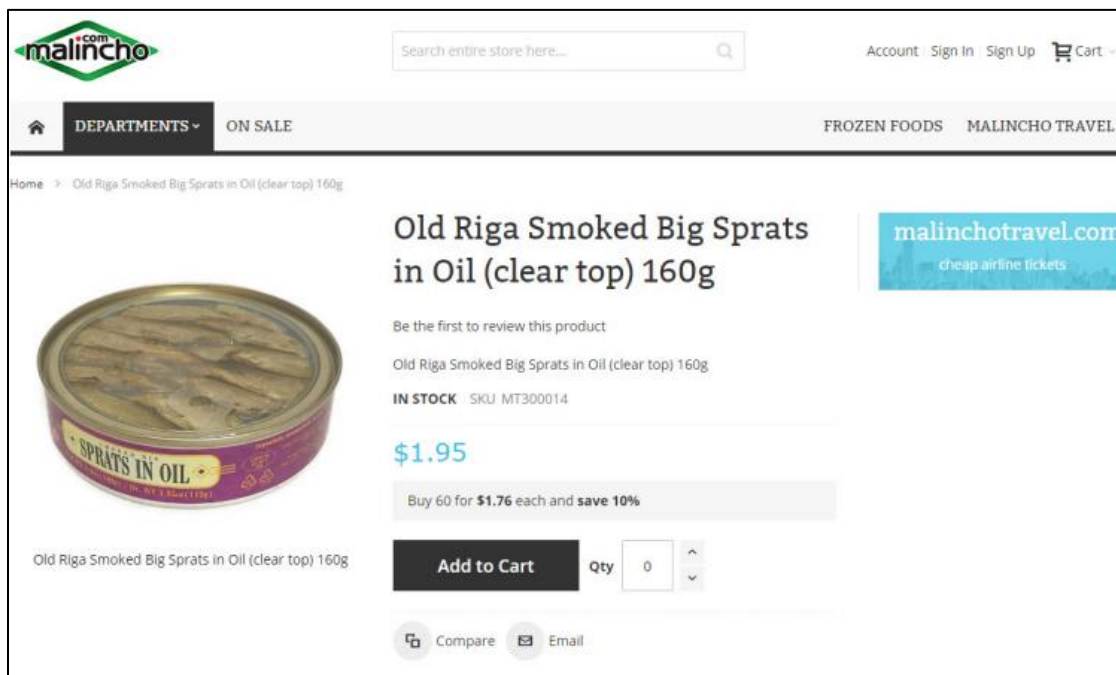 malincho
.com
Search entire store here...
Account Sign In Sign Up Cart
DEPARTMENTS ON SALE FROZEN FOODS MALINCHO TRAVEL
Home > Old Riga Smoked Big Sprats in Oil (clear top) 160g
Old Riga Smoked Big Sprats
in Oil (clear top) 160g
malinchotravel.com
cheap airline tickets
Be the first to review this product
Old Riga Smoked Big Sprats in Oil (clear top) 160g
IN STOCK SKU MT300014
$1.95
Buy 60 for $1.76 each and save 10%
SPRATS IN OIL
Old Riga Smoked Big Sprats in Oil (clear top) 160g
Add to Cart Qty 0
Compare Email